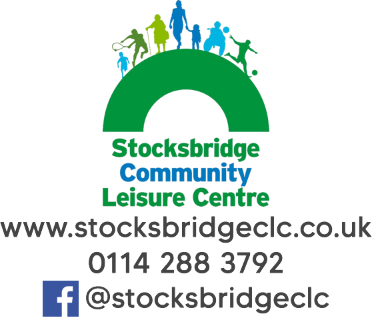 Stocksbridge
Community
Leisure Centre
www.stocksbridgeclc.co.uk
0114 288 3792
@stocksbridgeclc